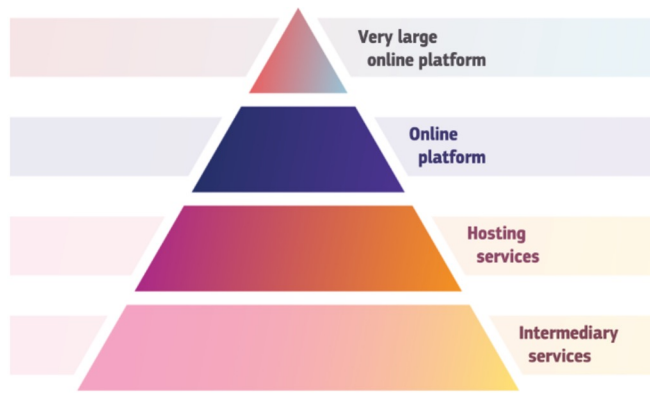 Very large
online platform
Online
platform
Hosting
services
Intermediary
services